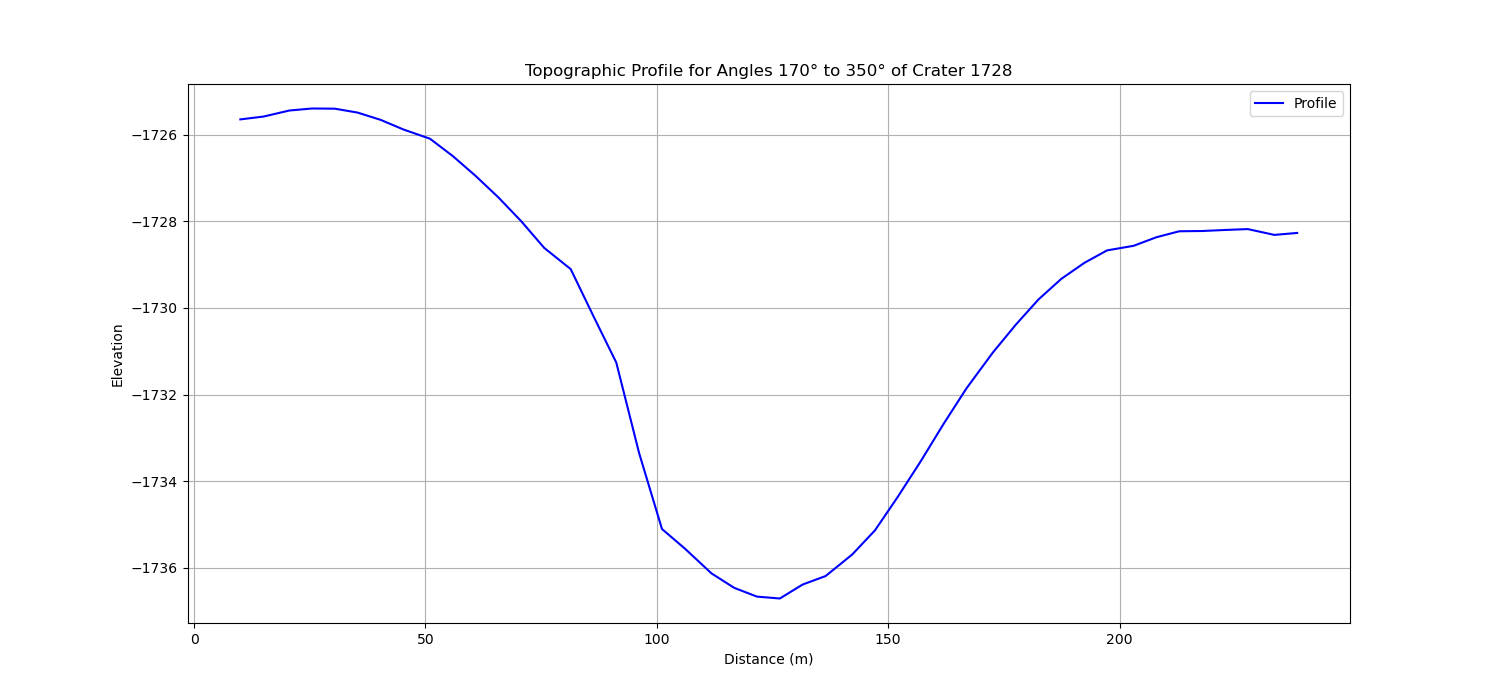 Topographic Profile for Angles 170° to 350° of Crater 1728
Profile
Elevation
−1726
−1728
−1730
−1732
−1734
−1736
0 50 100 150 200
Distance (m)